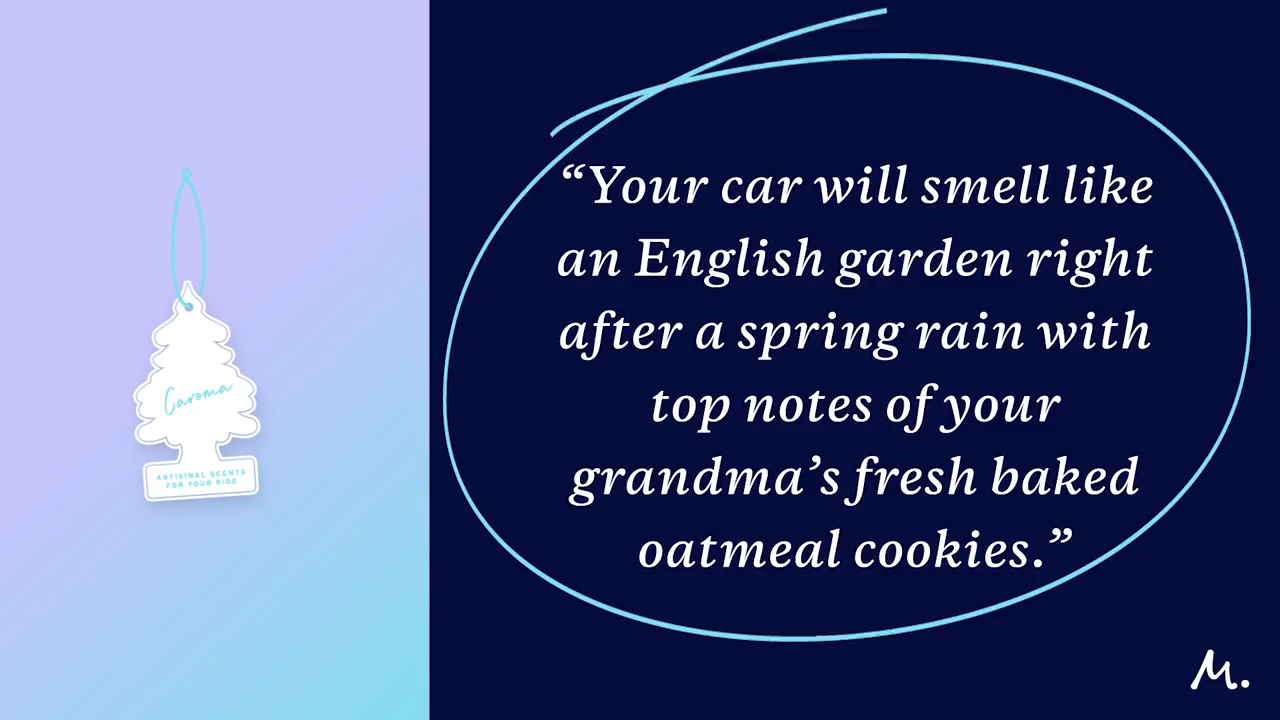 Caroma
ARTISINAL SCENTS
FOR YOUR RIDE
“Your car will smell like
an English garden right
after a spring rain with
top notes of your
grandma’s fresh baked
oatmeal cookies.”
M.